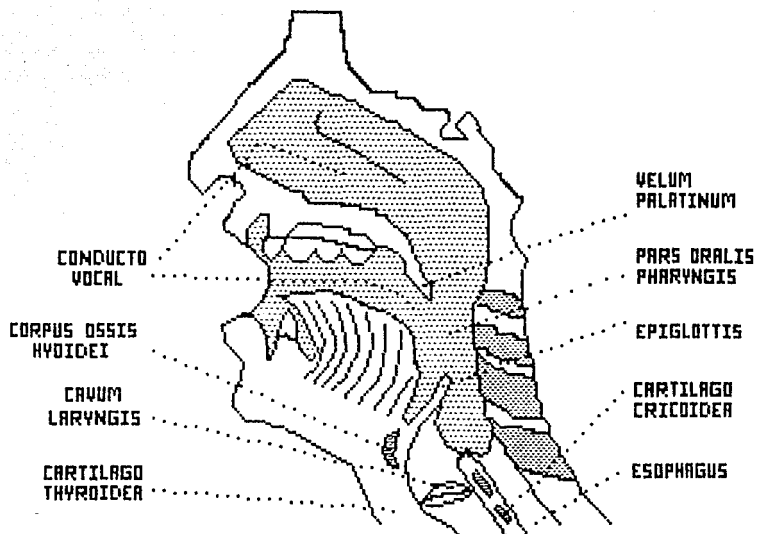 CONDUCTO
VOCAL
CORPUS OSSIS
HYOIDEI
CAVUM
LARYNGIS
CARTILAGO
THYROIDEA
VELUM
PALATINUM
PARS ORALIS
PHARYNGIS
EPIGLOTTIS
CARTILAGO
CRICOIDEA
ESOPHAGUS